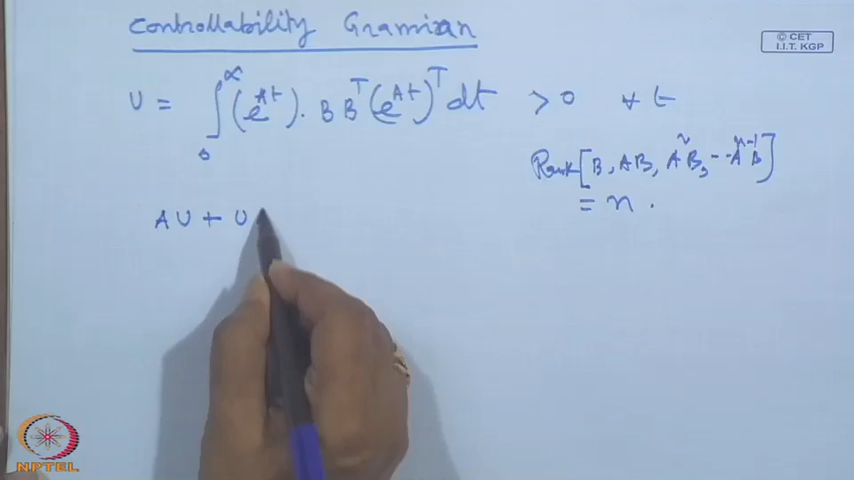 Controllability Gramian
© CET
I.I.T. KGP
U = ∫₀^∞ (e^{At}). B B^T (e^{At})^T dt > 0 ∀ t
Rank [B, AB, A²B, -- A^{n-1}B]
= n.
AU + U
NPTEL